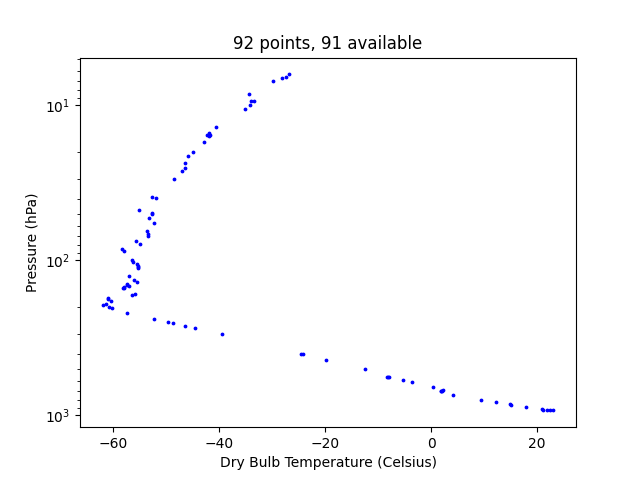 92 points, 91 available
10¹
10²
10³
Pressure (hPa)
−60 −40 −20 0 20
Dry Bulb Temperature (Celsius)